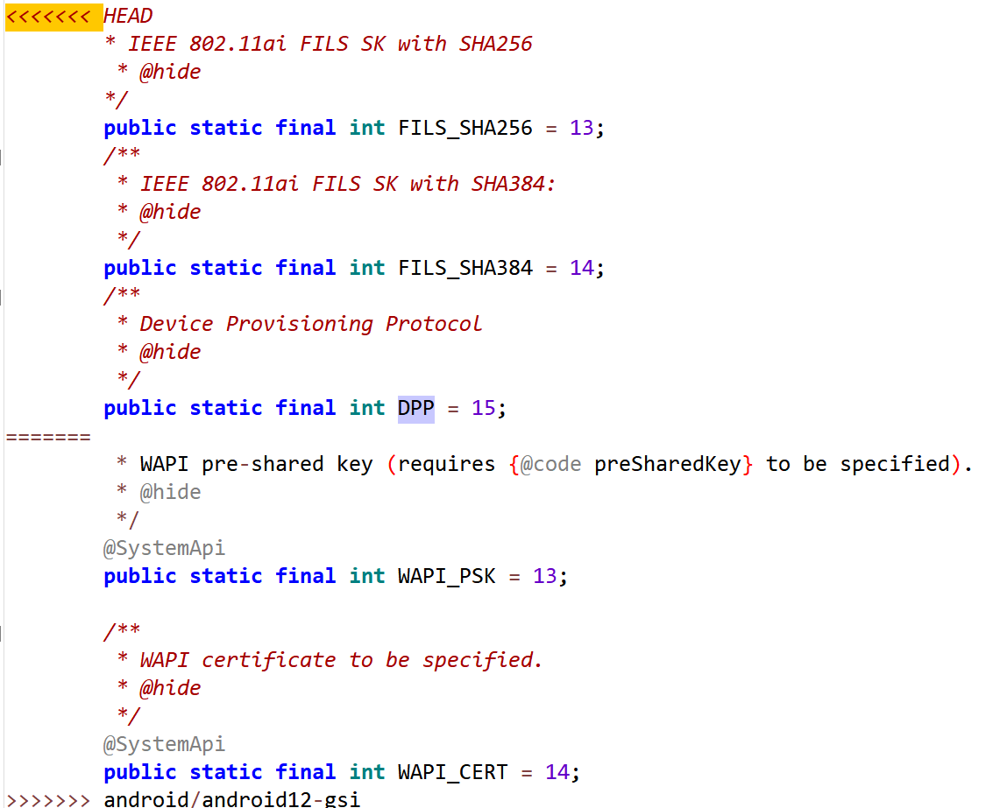 <<<<<<< HEAD
* IEEE 802.11ai FILS SK with SHA256
* @hide
*/
public static final int FILS_SHA256 = 13;
/**
* IEEE 802.11ai FILS SK with SHA384:
* @hide
*/
public static final int FILS_SHA384 = 14;
/**
* Device Provisioning Protocol
* @hide
*/
public static final int DPP = 15;
=======
* WAPI pre-shared key (requires {@code preSharedKey} to be specified).
* @hide
*/
@SystemApi
public static final int WAPI_PSK = 13;
/**
* WAPI certificate to be specified.
* @hide
*/
@SystemApi
public static final int WAPI_CERT = 14;
>>>>>>> android/android12-gsi